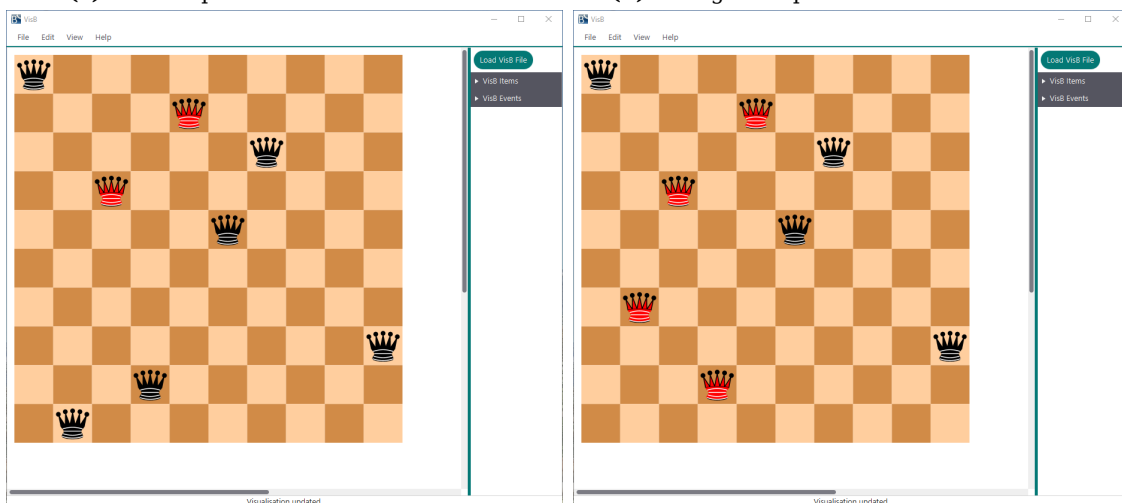 VisB
File Edit View Help
Load VisB File
VisB Items
VisB Events
Visualisation updated
VisB
File Edit View Help
Load VisB File
VisB Items
VisB Events
Visualisation updated